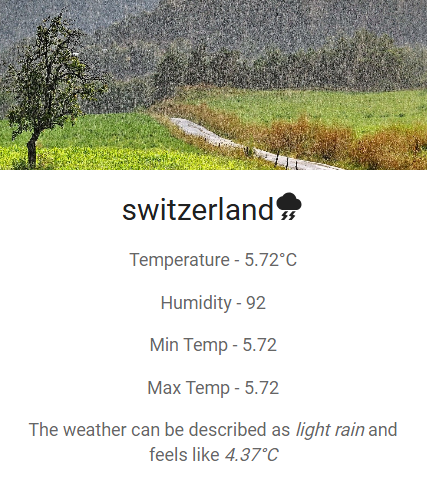 switzerland
Temperature - 5.72°C
Humidity - 92
Min Temp - 5.72
Max Temp - 5.72
The weather can be described as light rain and
feels like 4.37°C